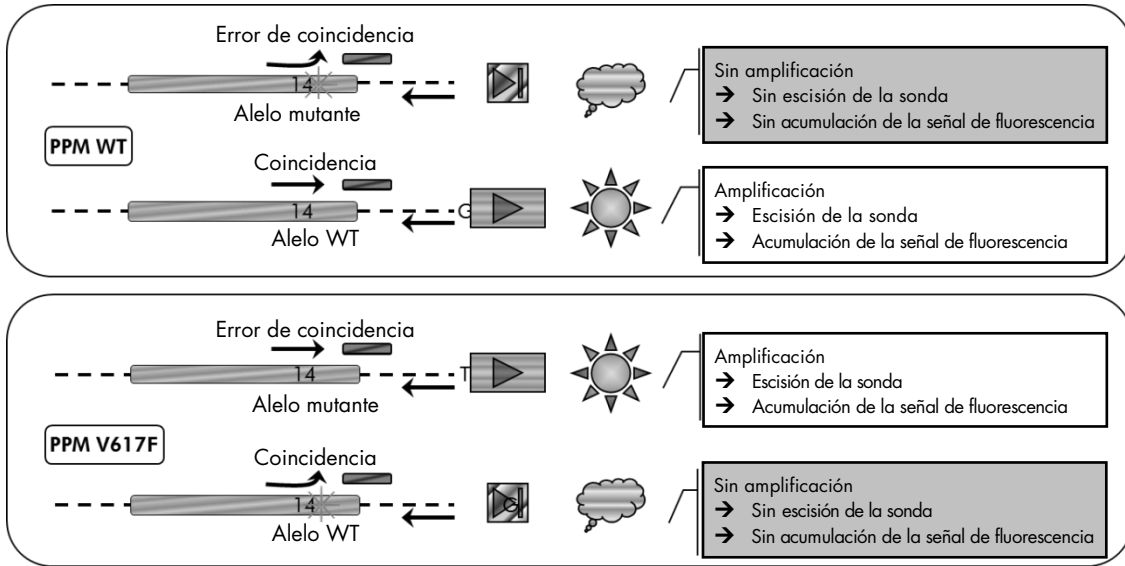 Error de coincidencia
14
Alelo mutante
Sin amplificación
➔ Sin escisión de la sonda
➔ Sin acumulación de la señal de fluorescencia
PPM WT
Coincidencia
14
G
Alelo WT
Amplificación
➔ Escisión de la sonda
➔ Acumulación de la señal de fluorescencia
Error de coincidencia
14
T
Alelo mutante
Amplificación
➔ Escisión de la sonda
➔ Acumulación de la señal de fluorescencia
PPM V617F
Coincidencia
14
G
Alelo WT
Sin amplificación
➔ Sin escisión de la sonda
➔ Sin acumulación de la señal de fluorescencia